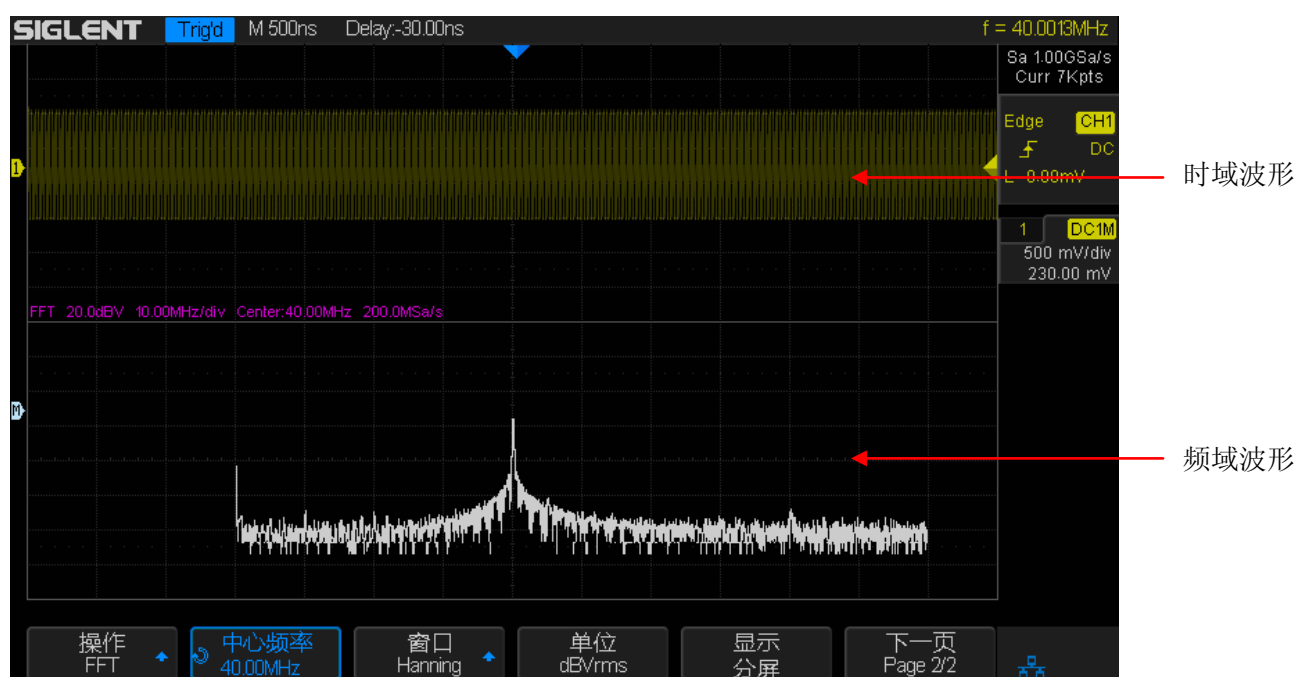 SIGLENT Trig'd M 500ns Delay:-30.00ns f = 40.0013MHz
Sa 1.00GSa/s
Curr 7Kpts
Edge CH1
DC
L 0.00mV
时域波形
1 DC1M
500 mV/div
230.00 mV
FFT 20.0dBV 10.00MHz/div Center:40.00MHz 200.0MSa/s
M
频域波形
操作 中心频率 窗口 单位 显示 下一页
FFT 40.00MHz Hanning dBVrms 分屏 Page 2/2